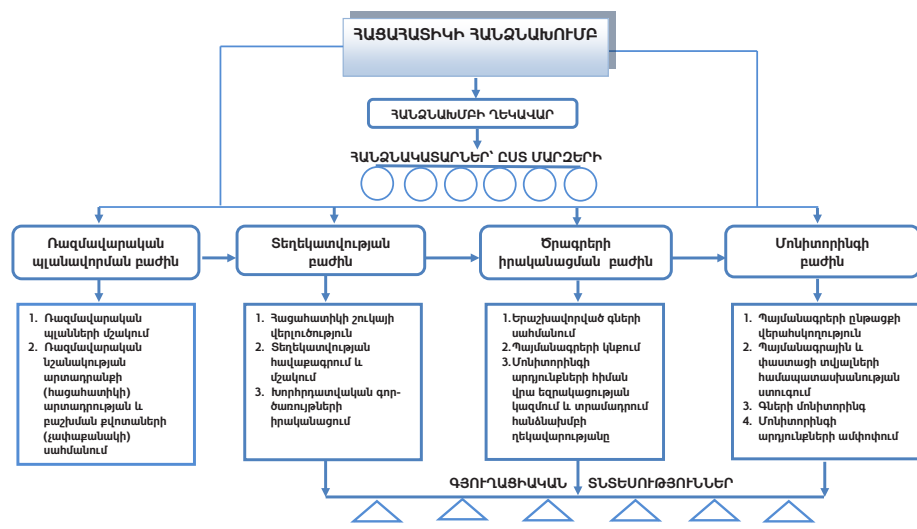 ՀԱՑԱՀԱՏԻԿԻ ՀԱՆՁՆԱԽՈՒՄԲ
ՀԱՆՁՆԱԽՄԲԻ ՂԵԿԱՎԱՐ
ՀԱՆՁՆԱԿԱՏԱՐՆԵՐ՝ ԸՍՏ ՄԱՐԶԵՐԻ
Ռազմավարական
պլանավորման բաժին
Տեղեկատվության
բաժին
Ծրագրերի
իրականացման բաժին
Մոնիտորինգի
բաժին
1. Ռազմավարական
պլանների մշակում
2. Ռազմավարական
նշանակության
արտադրանքի
(հացահատիկի)
արտադրության և
բաշխման քվոտաների
(չափաքանակի)
սահմանում
1. Հացահատիկի շուկայի
վերլուծություն
2. Տեղեկատվության
հավաքագրում և
մշակում
3. Խորհրդատվական գոր-
ծառույթների
իրականացում
1.Երաշխավորված գների
սահմանում
2.Պայմանագրերի կնքում
3.Մոնիտորինգի
արդյունքների հիման
վրա եզրակացության
կազմում և տրամադրում
հանձնախմբի
ղեկավարությանը
1. Պայմանագրերի ընթացքի
վերահսկողություն
2. Պայմանագրային և
փաստացի տվյալների
համապատասխանության
ստուգում
3. Գների մոնիտորինգ
4. Մոնիտորինգի
արդյունքների ամփոփում
ԳՅՈՒՂԱՑԻԱԿԱՆ ՏՆՏԵՍՈՒԹՅՈՒՆՆԵՐ